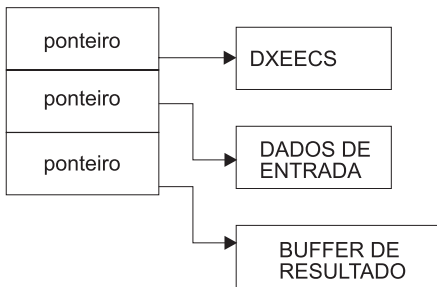 ponteiro
DXEECS
ponteiro
DADOS DE
ENTRADA
ponteiro
BUFFER DE
RESULTADO